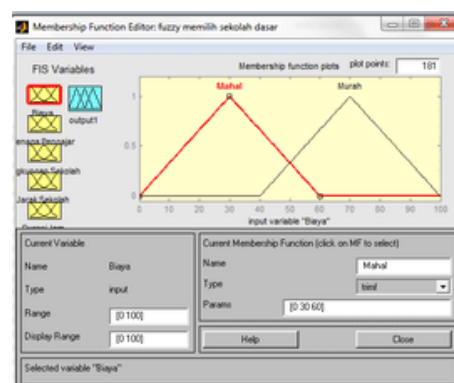 Membership Function Editor: fuzzy memilih sekolah dasar
File Edit View
FIS Variables
Membership function plots
plot points:
181
Biaya
output1
Jarak Sekolah
Mahal
Murah
1
0.5
0
0 10 20 30 40 50 60 70 80 90 100
input variable "Biaya"
Current Variable
Name Biaya
Type input
Range [0 100]
Display Range [0 100]
Current Membership Function (click on MF to select)
Name Mahal
Type trimf
Params [0 30 60]
Help Close
Selected variable "Biaya"